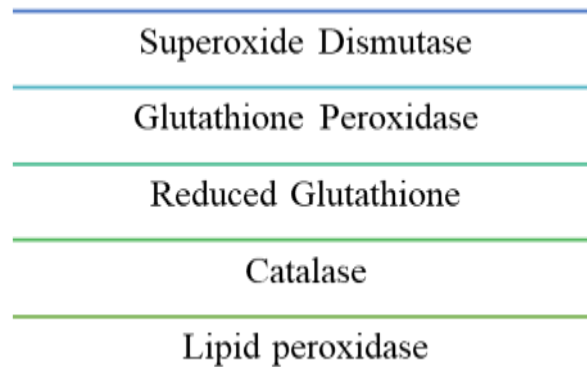 Superoxide Dismutase
Glutathione Peroxidase
Reduced Glutathione
Catalase
Lipid peroxidase